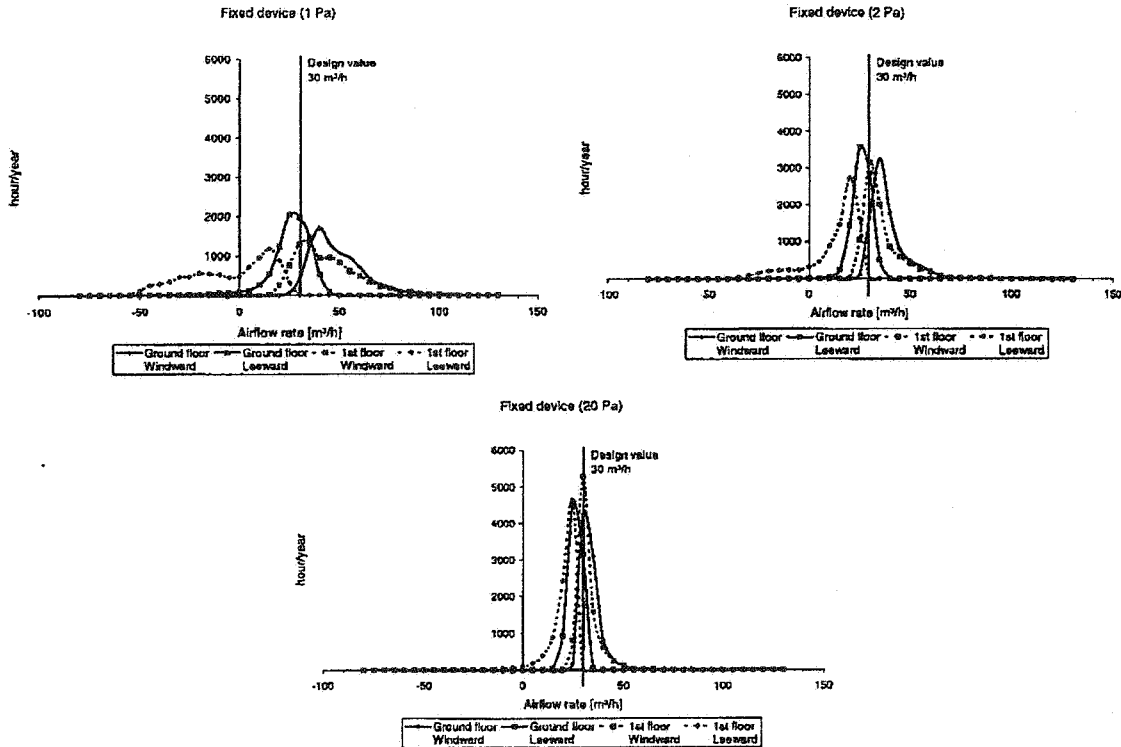 Fixed device (1 Pa)
6000
5000
4000
3000
2000
1000
0
Design value
30 m³/h
hour/year
-100
-50
0
50
100
150
Airflow rate [m³/h]
Ground floor Windward
Ground floor Leeward
1st floor Windward
1st floor Leeward
Fixed device (2 Pa)
6000
5000
4000
3000
2000
1000
0
Design value
30 m³/h
hour/year
-100
-50
0
50
100
150
Airflow rate [m³/h]
Ground floor Windward
Ground floor Leeward
1st floor Windward
1st floor Leeward
Fixed device (20 Pa)
6000
5000
4000
3000
2000
1000
0
Design value
30 m³/h
hour/year
-100
-50
0
50
100
150
Airflow rate [m³/h]
Ground floor Windward
Ground floor Leeward
1st floor Windward
1st floor Leeward